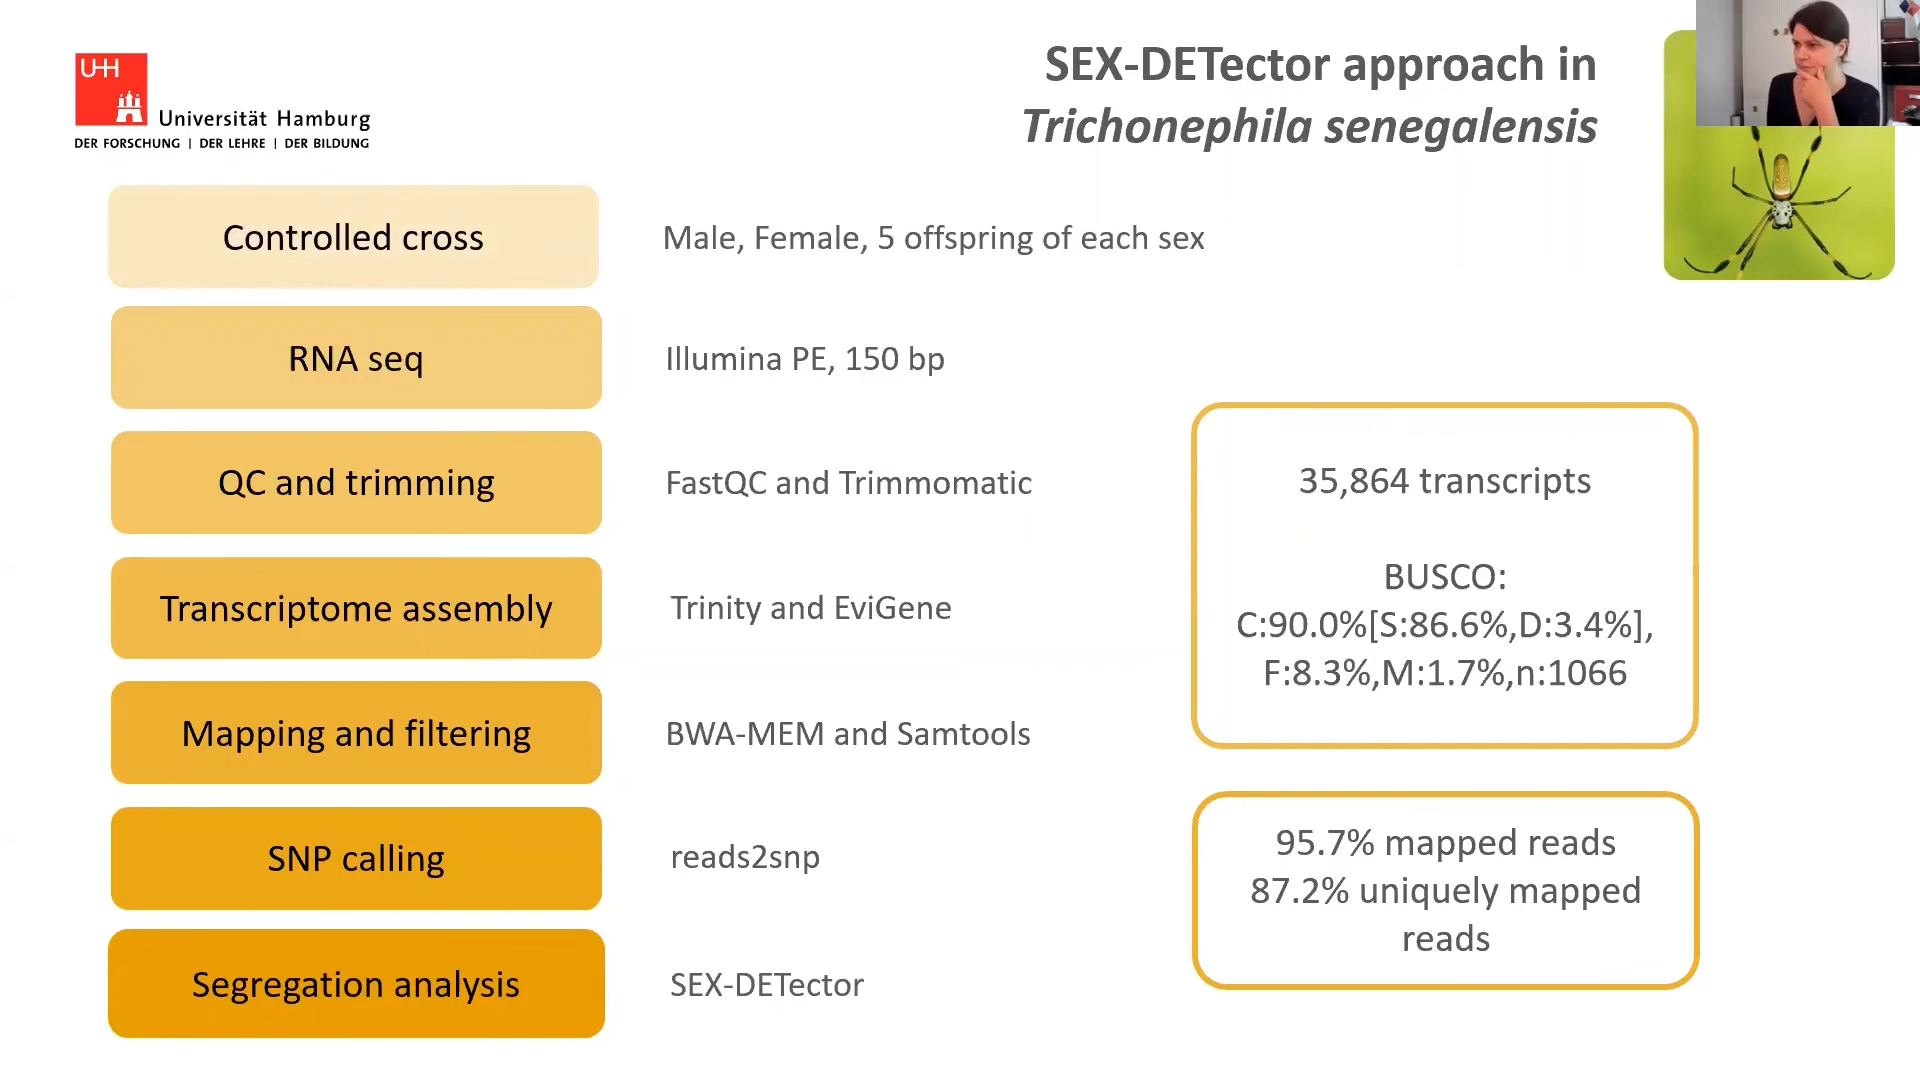 UHH
Universität Hamburg
DER FORSCHUNG | DER LEHRE | DER BILDUNG
SEX-DETector approach in
Trichonephila senegalensis
Controlled cross
Male, Female, 5 offspring of each sex
RNA seq
Illumina PE, 150 bp
QC and trimming
FastQC and Trimmomatic
Transcriptome assembly
Trinity and EviGene
Mapping and filtering
BWA-MEM and Samtools
SNP calling
reads2snp
Segregation analysis
SEX-DETector
35,864 transcripts
BUSCO:
C:90.0%[S:86.6%,D:3.4%],
F:8.3%,M:1.7%,n:1066
95.7% mapped reads
87.2% uniquely mapped
reads